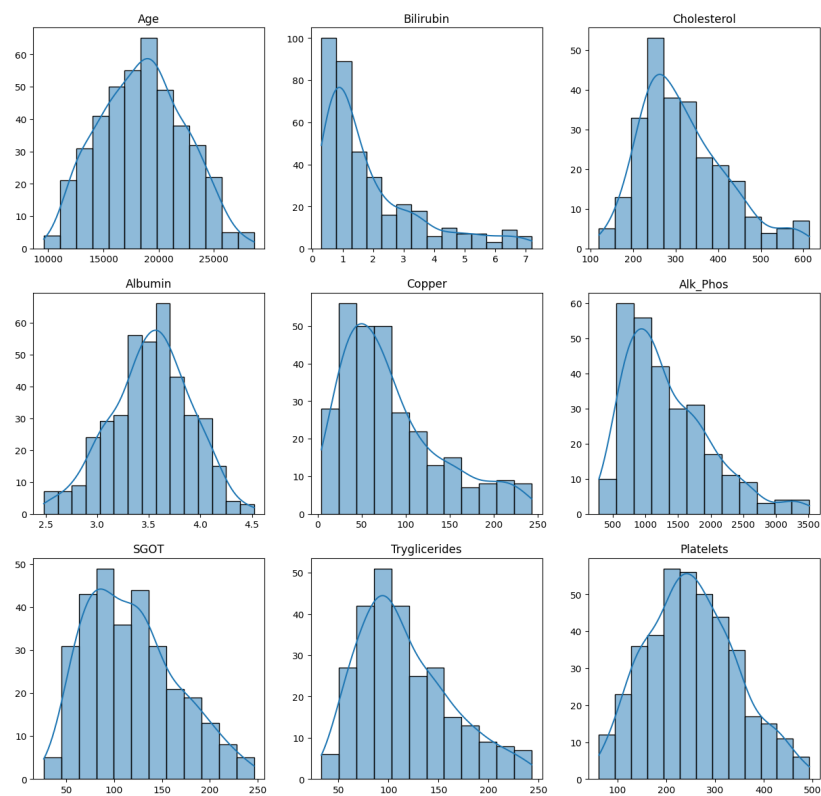 Age Bilirubin Cholesterol
60 50 40 30 20 10 0
10000 15000 20000 25000
100 80 60 40 20 0
0 1 2 3 4 5 6 7
50 40 30 20 10 0
100 200 300 400 500 600
Albumin Copper Alk_Phos
60 50 40 30 20 10 0
2.5 3.0 3.5 4.0 4.5
50 40 30 20 10 0
0 50 100 150 200 250
60 50 40 30 20 10 0
500 1000 1500 2000 2500 3000 3500
SGOT Tryglicerides Platelets
50 40 30 20 10 0
50 100 150 200 250
50 40 30 20 10 0
50 100 150 200 250
50 40 30 20 10 0
100 200 300 400 500